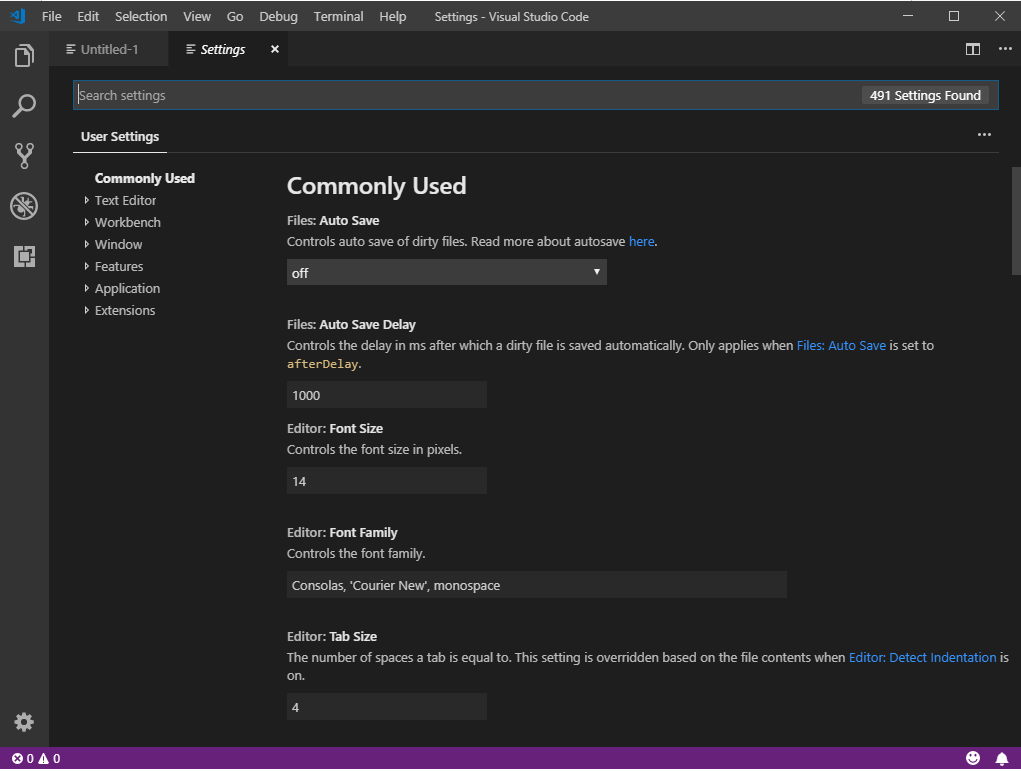 File Edit Selection View Go Debug Terminal Help Settings - Visual Studio Code
Untitled-1 Settings
Search settings 491 Settings Found
User Settings
Commonly Used
Text Editor
Workbench
Window
Features
Application
Extensions
Commonly Used
Files: Auto Save
Controls auto save of dirty files. Read more about autosave here.
off
Files: Auto Save Delay
Controls the delay in ms after which a dirty file is saved automatically. Only applies when Files: Auto Save is set to
afterDelay.
1000
Editor: Font Size
Controls the font size in pixels.
14
Editor: Font Family
Controls the font family.
Consolas, 'Courier New', monospace
Editor: Tab Size
The number of spaces a tab is equal to. This setting is overridden based on the file contents when Editor: Detect Indentation is
on.
4
0 0